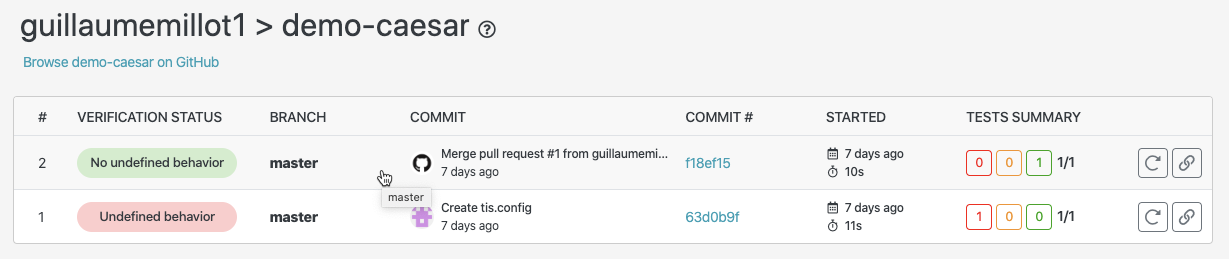 guillaumemillot1 > demo-caesar ?
Browse demo-caesar on GitHub
# VERIFICATION STATUS BRANCH COMMIT COMMIT # STARTED TESTS SUMMARY
2 No undefined behavior master Merge pull request #1 from guillaumemi... f18ef15 7 days ago 0 0 1 1/1
7 days ago 10s
master
1 Undefined behavior master Create tis.config 63d0b9f 7 days ago 1 0 0 1/1
7 days ago 11s